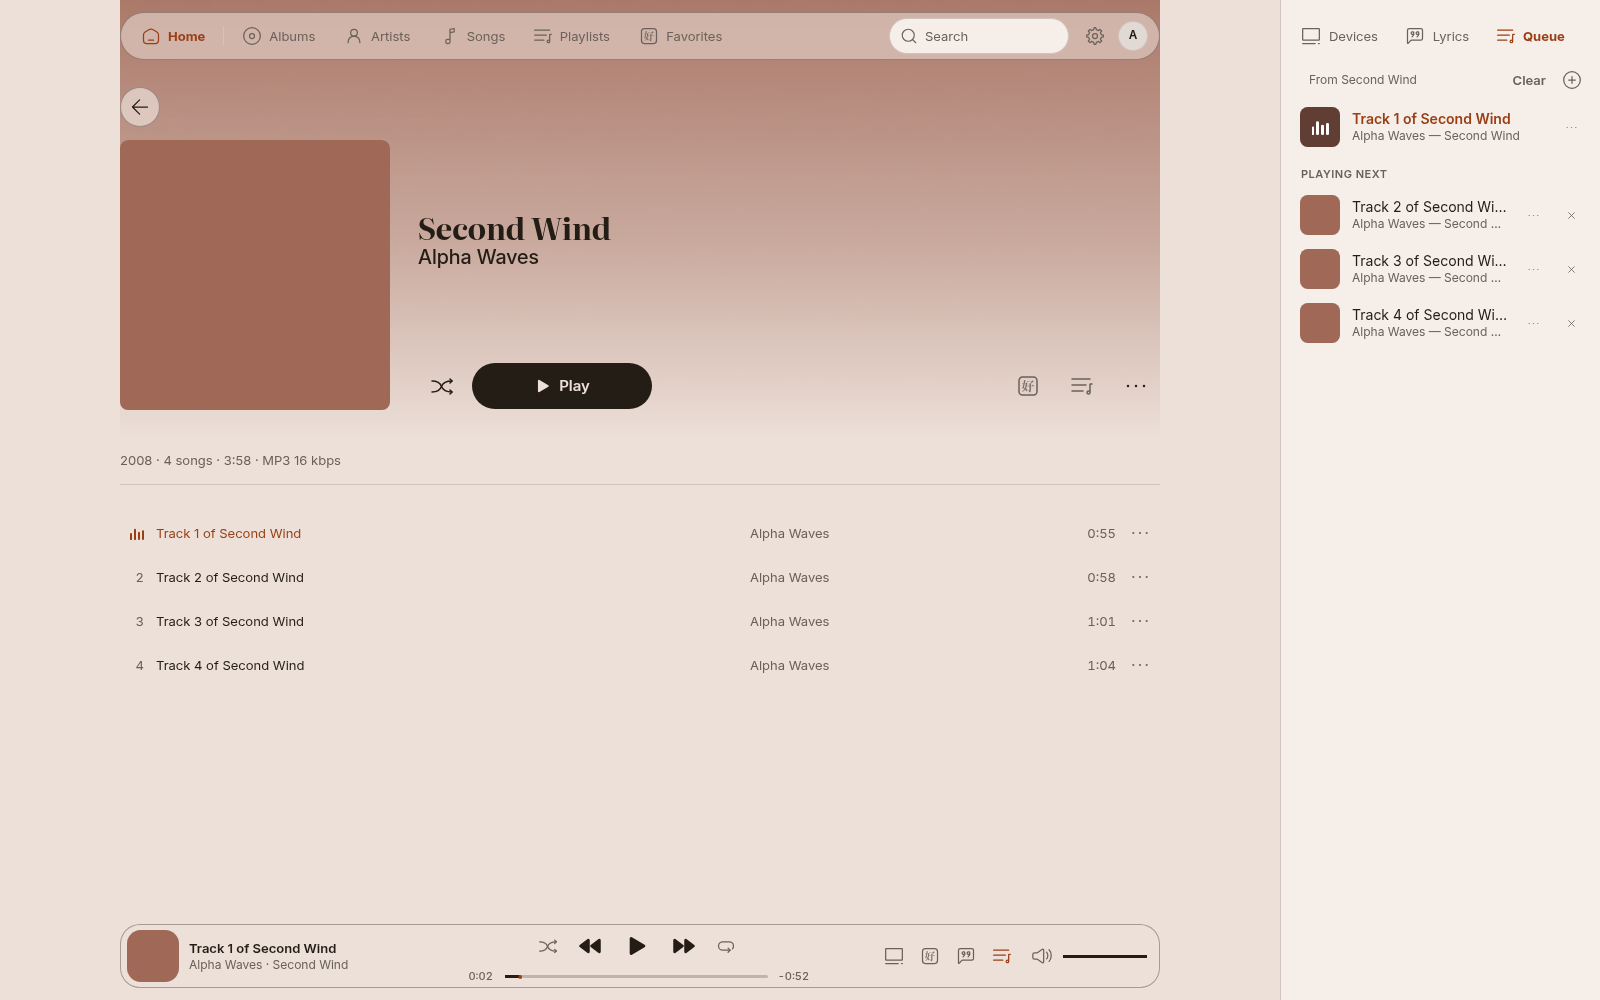 Home
Albums
Artists
Songs
Playlists
好 Favorites
Search
A
Second Wind
Alpha Waves
Play
好
2008 · 4 songs · 3:58 · MP3 16 kbps
Track 1 of Second Wind Alpha Waves 0:55
2 Track 2 of Second Wind Alpha Waves 0:58
3 Track 3 of Second Wind Alpha Waves 1:01
4 Track 4 of Second Wind Alpha Waves 1:04
Track 1 of Second Wind
Alpha Waves · Second Wind
0:02
-0:52
好
Devices
Lyrics
Queue
From Second Wind
Clear
Track 1 of Second Wind
Alpha Waves — Second Wind
PLAYING NEXT
Track 2 of Second Wi...
Alpha Waves — Second ...
Track 3 of Second Wi...
Alpha Waves — Second ...
Track 4 of Second Wi...
Alpha Waves — Second ...